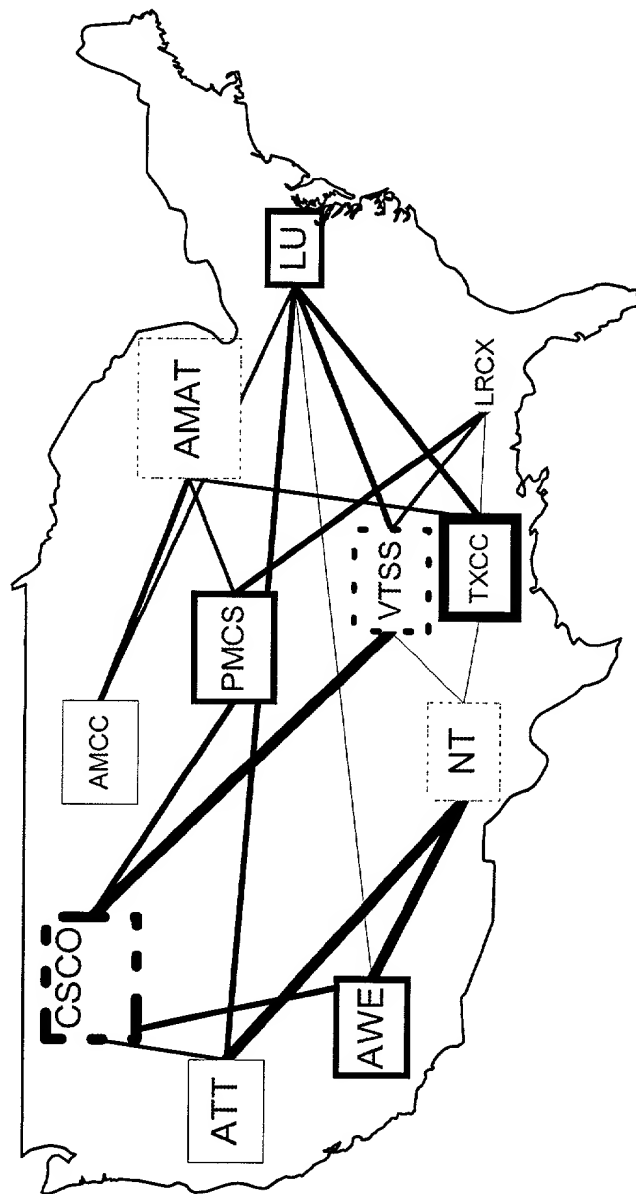 CSCO
AMCC
AMAT
ATT
PMCS
LU
AWE
VTSS
NT
TXCC
LRCX